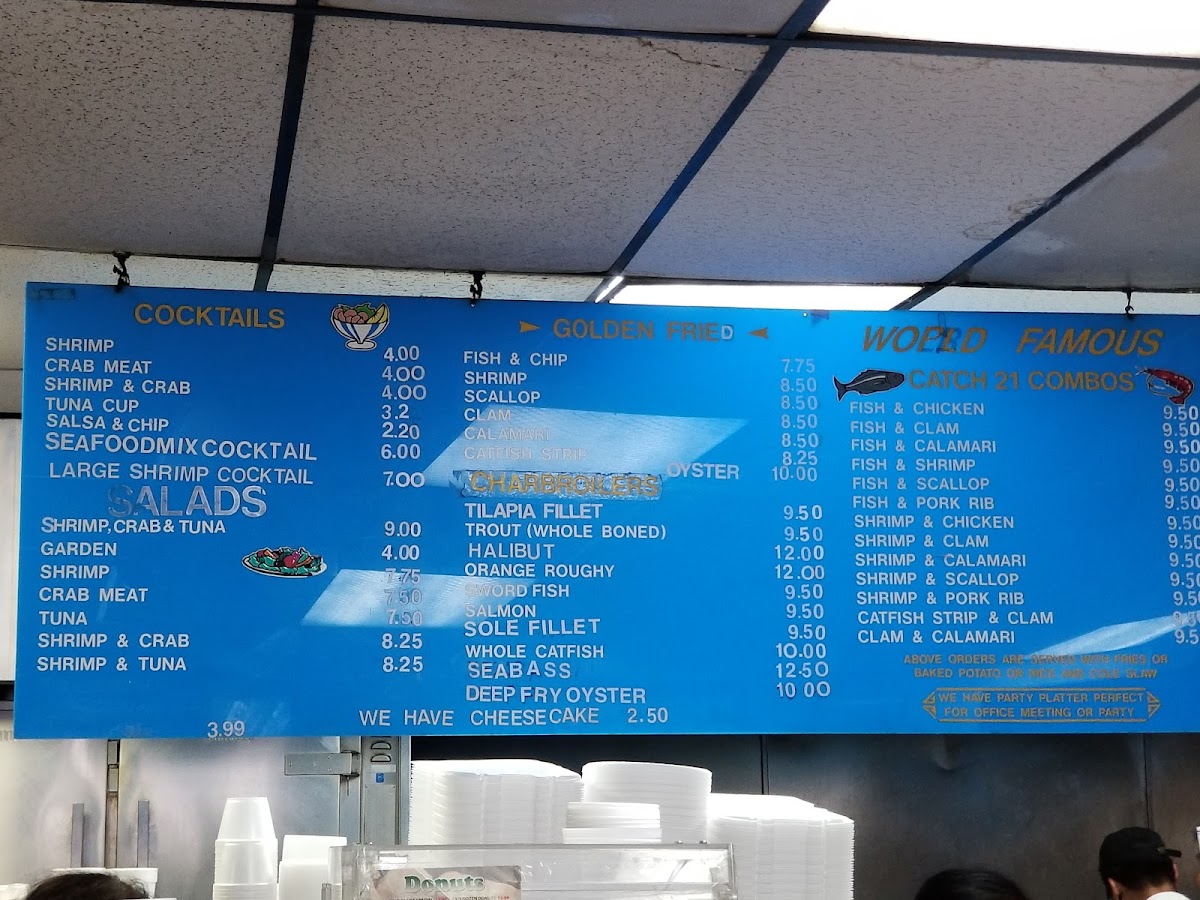 COCKTAILS
SHRIMP 4.00
CRAB MEAT 4.00
SHRIMP & CRAB 4.00
TUNA CUP 3.2
SALSA & CHIP 2.20
SEAFOODMIX COCKTAIL 6.00
LARGE SHRIMP COCKTAIL 7.00
SALADS
SHRIMP, CRAB & TUNA 9.00
GARDEN 4.00
SHRIMP 7.75
CRAB MEAT 7.50
TUNA 7.50
SHRIMP & CRAB 8.25
SHRIMP & TUNA 8.25
3.99
GOLDEN FRIED
FISH & CHIP 7.75
SHRIMP 8.50
SCALLOP 8.50
CLAM 8.50
CALAMARI 8.50
CATFISH STRIP 8.25
OYSTER 10.00
CHARBROILERS
TILAPIA FILLET 9.50
TROUT (WHOLE BONED) 9.50
HALIBUT 12.00
ORANGE ROUGHY 12.00
SWORD FISH 9.50
SALMON 9.50
SOLE FILLET 9.50
WHOLE CATFISH 10.00
SEABASS 12.50
DEEP FRY OYSTER 10 00
WE HAVE CHEESE CAKE 2.50
WORLD FAMOUS
CATCH 21 COMBOS
FISH & CHICKEN 9.50
FISH & CLAM 9.50
FISH & CALAMARI 9.50
FISH & SHRIMP 9.50
FISH & SCALLOP 9.50
FISH & PORK RIB 9.50
SHRIMP & CHICKEN 9.50
SHRIMP & CLAM 9.50
SHRIMP & CALAMARI 9.50
SHRIMP & SCALLOP 9.50
SHRIMP & PORK RIB 9.50
CATFISH STRIP & CLAM
CLAM & CALAMARI 9.5
ABOVE ORDERS ARE SERVED WITH FRIES OR
BAKED POTATO OR RICE AND COLE SLAW
WE HAVE PARTY PLATTER PERFECT
FOR OFFICE MEETING OR PARTY
Donuts